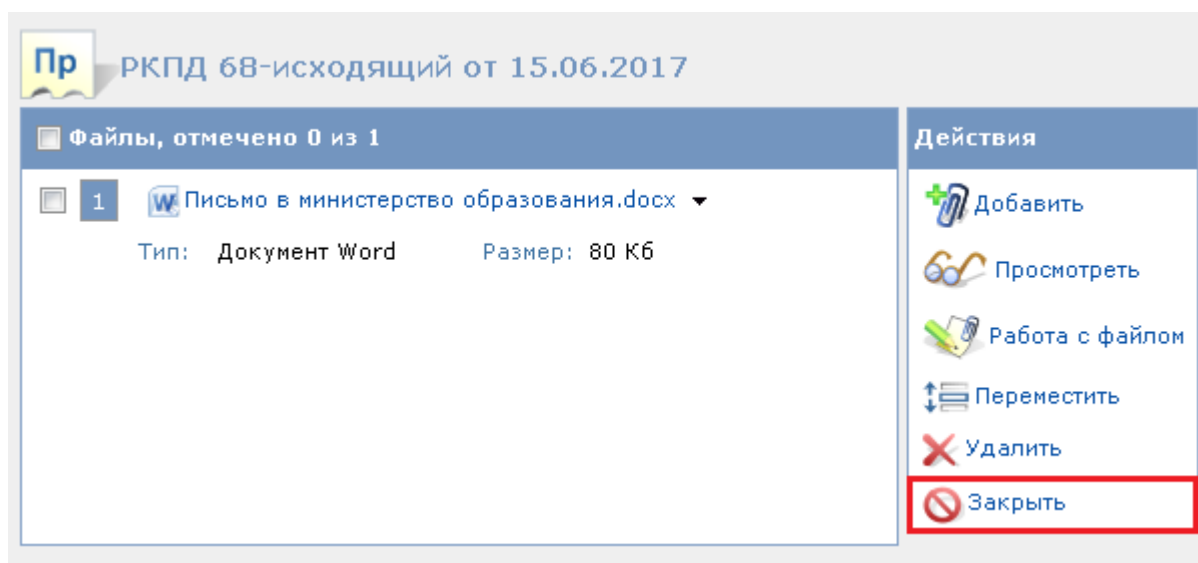 Пр
РКПД 68-исходящий от 15.06.2017
Файлы, отмечено 0 из 1
1 Письмо в министерство образования.docx
Тип: Документ Word Размер: 80 Кб
Действия
Добавить
Просмотреть
Работа с файлом
Переместить
Удалить
Закрыть